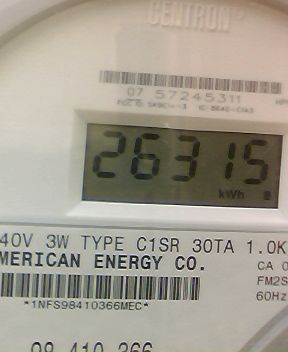 CENTRON®
07 57245311
26315
kWh
40V 3W TYPE C1SR 30TA 1.0K
MERICAN ENERGY CO.
CA 0
FM2S
60Hz
*1NFS98410366MEC*
98 410 366